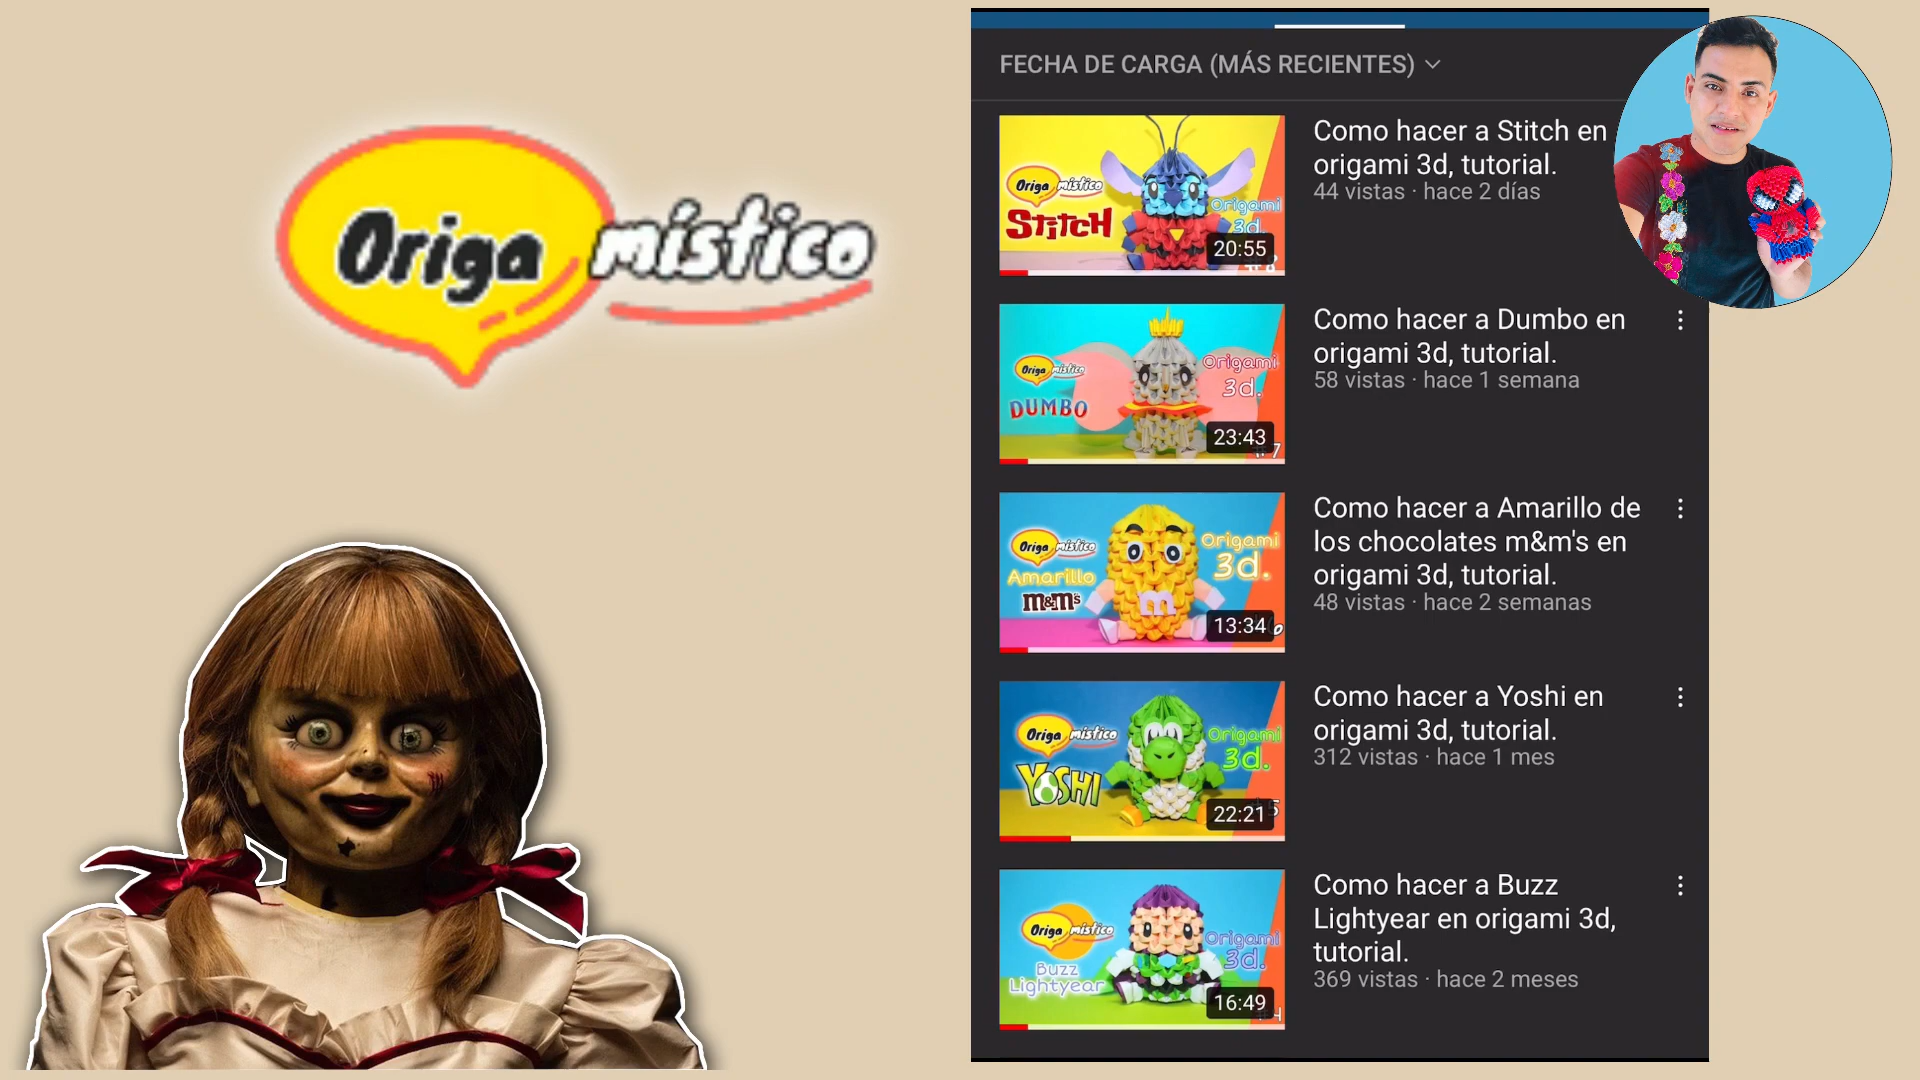 Origa místico
FECHA DE CARGA (MÁS RECIENTES)
Origa místico
STITCH
Origami
3d.
20:55
Como hacer a Stitch en
origami 3d, tutorial.
44 vistas · hace 2 días
Origa místico
DUMBO
Origami
3d.
23:43
#7
Como hacer a Dumbo en
origami 3d, tutorial.
58 vistas · hace 1 semana
Origa místico
Amarillo
m&m's
Origami
3d.
m
13:34
Como hacer a Amarillo de
los chocolates m&m's en
origami 3d, tutorial.
48 vistas · hace 2 semanas
Origa místico
YOSHI
Origami
3d.
22:21
Como hacer a Yoshi en
origami 3d, tutorial.
312 vistas · hace 1 mes
Origa místico
Buzz
Lightyear
Origami
3d.
16:49
Como hacer a Buzz
Lightyear en origami 3d,
tutorial.
369 vistas · hace 2 meses